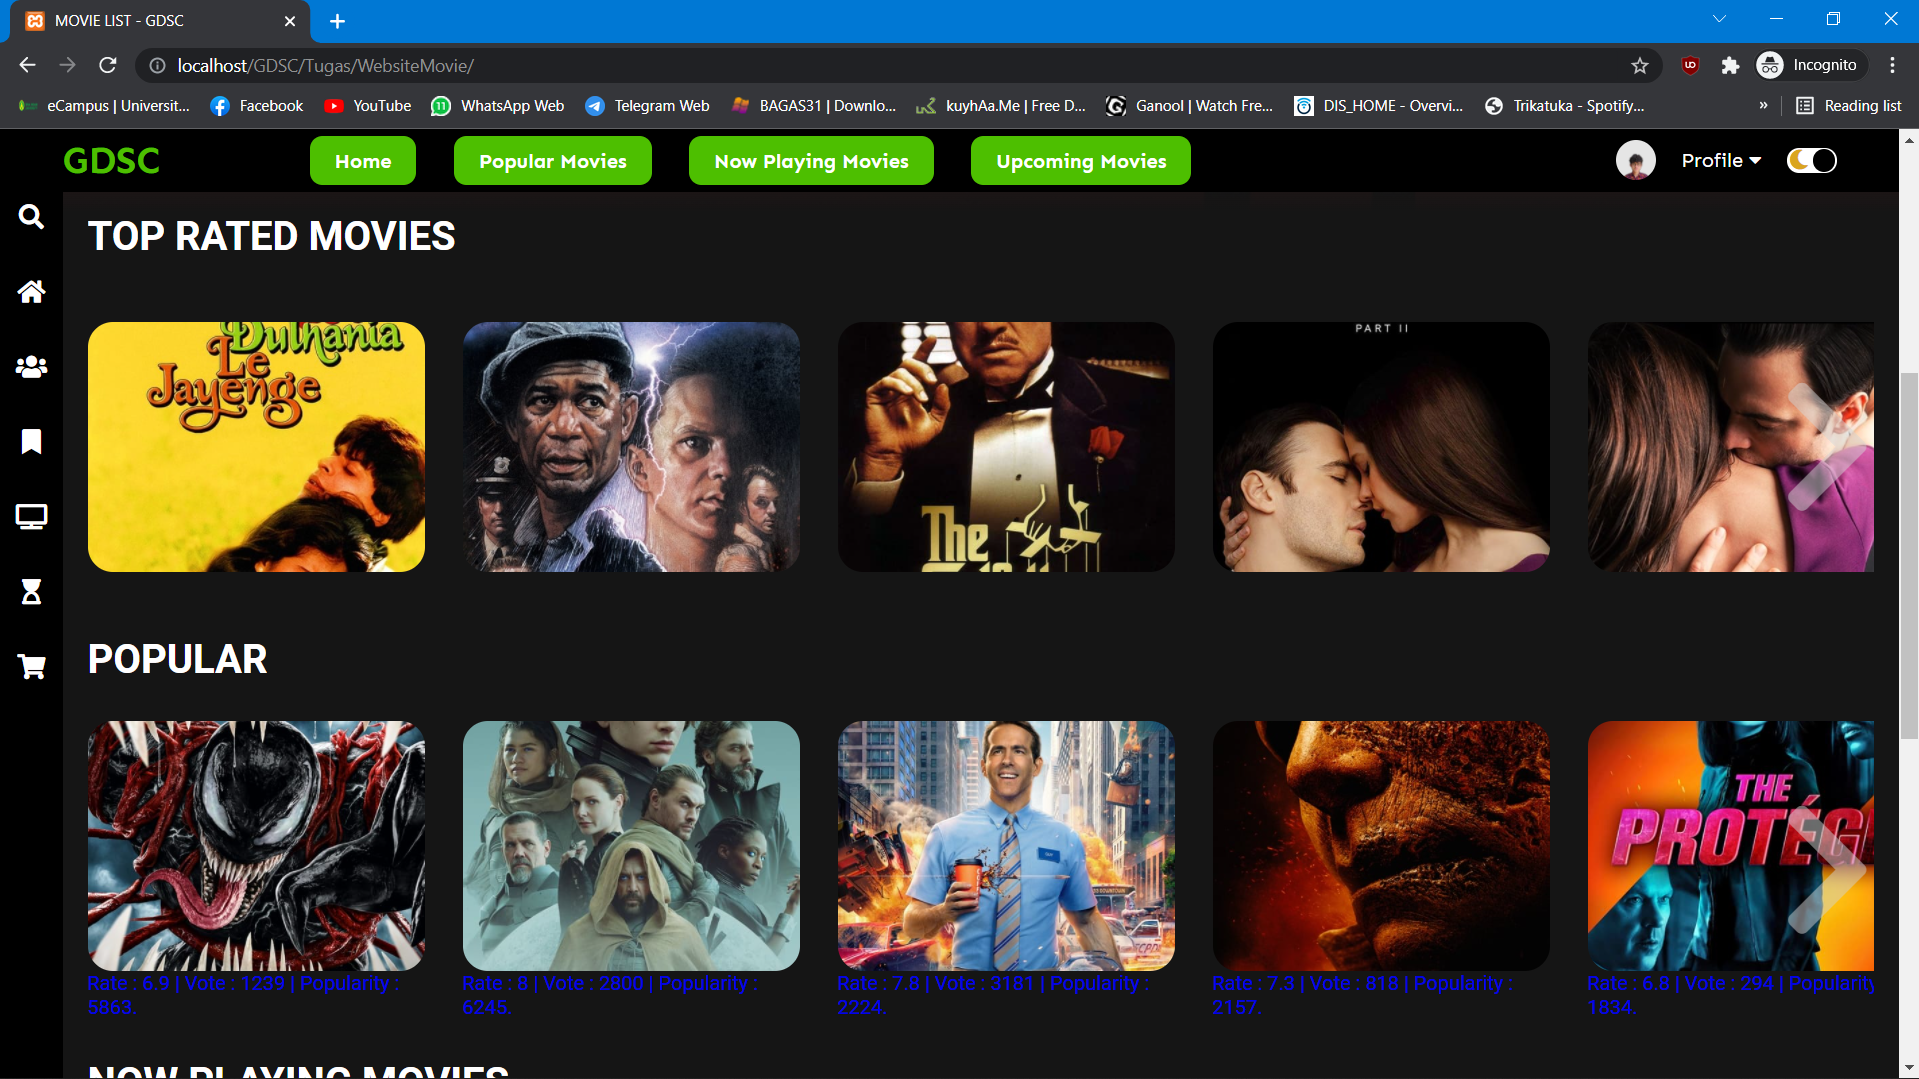 MOVIE LIST - GDSC
localhost/GDSC/Tugas/WebsiteMovie/
Incognito
eCampus | Universit...
Facebook
YouTube
11
WhatsApp Web
Telegram Web
BAGAS31 | Downlo...
kuyhAa.Me | Free D...
Ganool | Watch Fre...
DIS_HOME - Overvi...
Trikatuka - Spotify...
»
Reading list
GDSC
Home
Popular Movies
Now Playing Movies
Upcoming Movies
Profile
TOP RATED MOVIES
Dulhania
Le
Jayenge
The
PART II
POPULAR
THE
PROTÉG
Rate : 6.9 | Vote : 1239 | Popularity :
5863.
Rate : 8 | Vote : 2800 | Popularity :
6245.
Rate : 7.8 | Vote : 3181 | Popularity :
2224.
Rate : 7.3 | Vote : 818 | Popularity :
2157.
Rate : 6.8 | Vote : 294 | Popularity
1834.
NOW PLAYING MOVIES